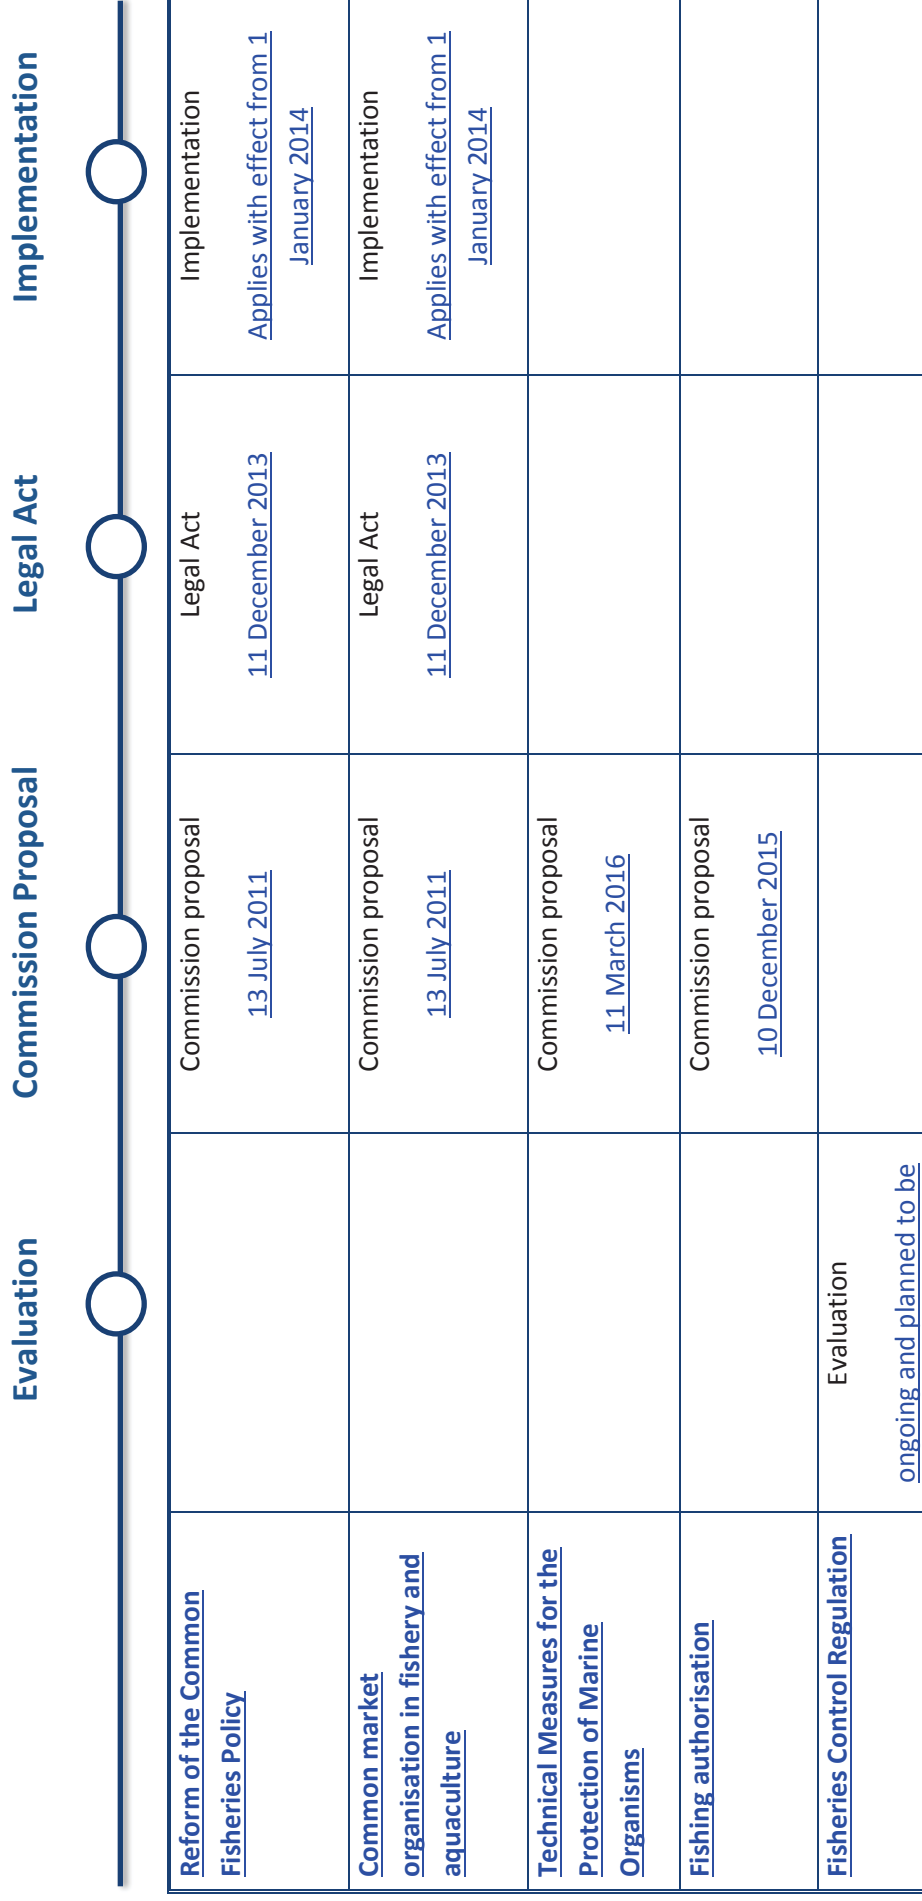 Evaluation
Commission Proposal
Legal Act
Implementation
Reform of the Common
Fisheries Policy
Commission proposal
13 July 2011
Legal Act
11 December 2013
Implementation
Applies with effect from 1
January 2014
Common market
organisation in fishery and
aquaculture
Commission proposal
13 July 2011
Legal Act
11 December 2013
Implementation
Applies with effect from 1
January 2014
Technical Measures for the
Protection of Marine
Organisms
Commission proposal
11 March 2016
Fishing authorisation
Commission proposal
10 December 2015
Fisheries Control Regulation
Evaluation
ongoing and planned to be